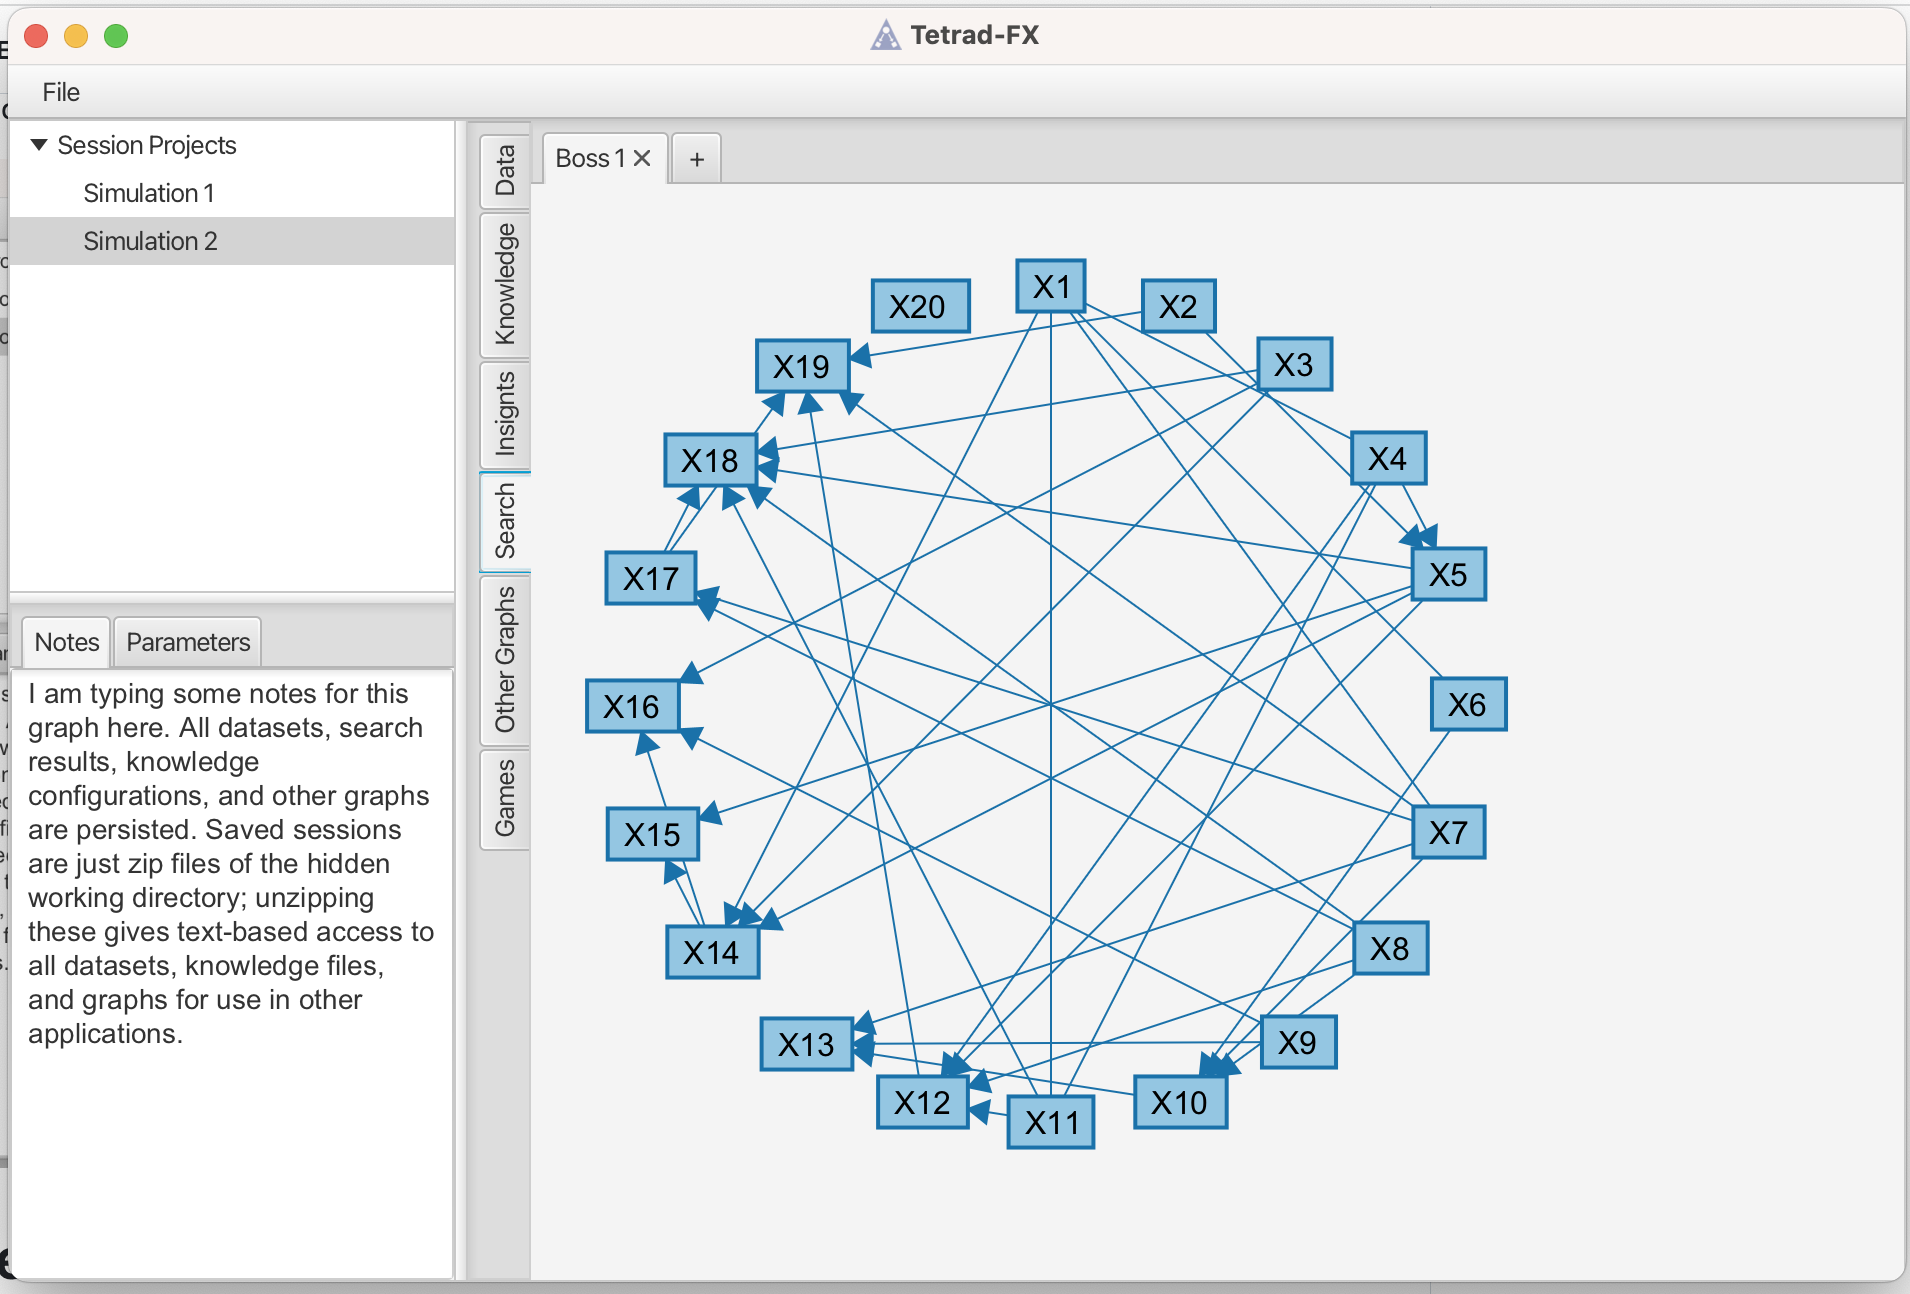 Tetrad-FX
File
Session Projects
Simulation 1
Simulation 2
Notes
Parameters
I am typing some notes for this
graph here. All datasets, search
results, knowledge
configurations, and other graphs
are persisted. Saved sessions
are just zip files of the hidden
working directory; unzipping
these gives text-based access to
all datasets, knowledge files,
and graphs for use in other
applications.
Data
Knowledge
Insignts
Search
Other Graphs
Games
Boss 1
+
X1
X2
X3
X4
X5
X6
X7
X8
X9
X10
X11
X12
X13
X14
X15
X16
X17
X18
X19
X20